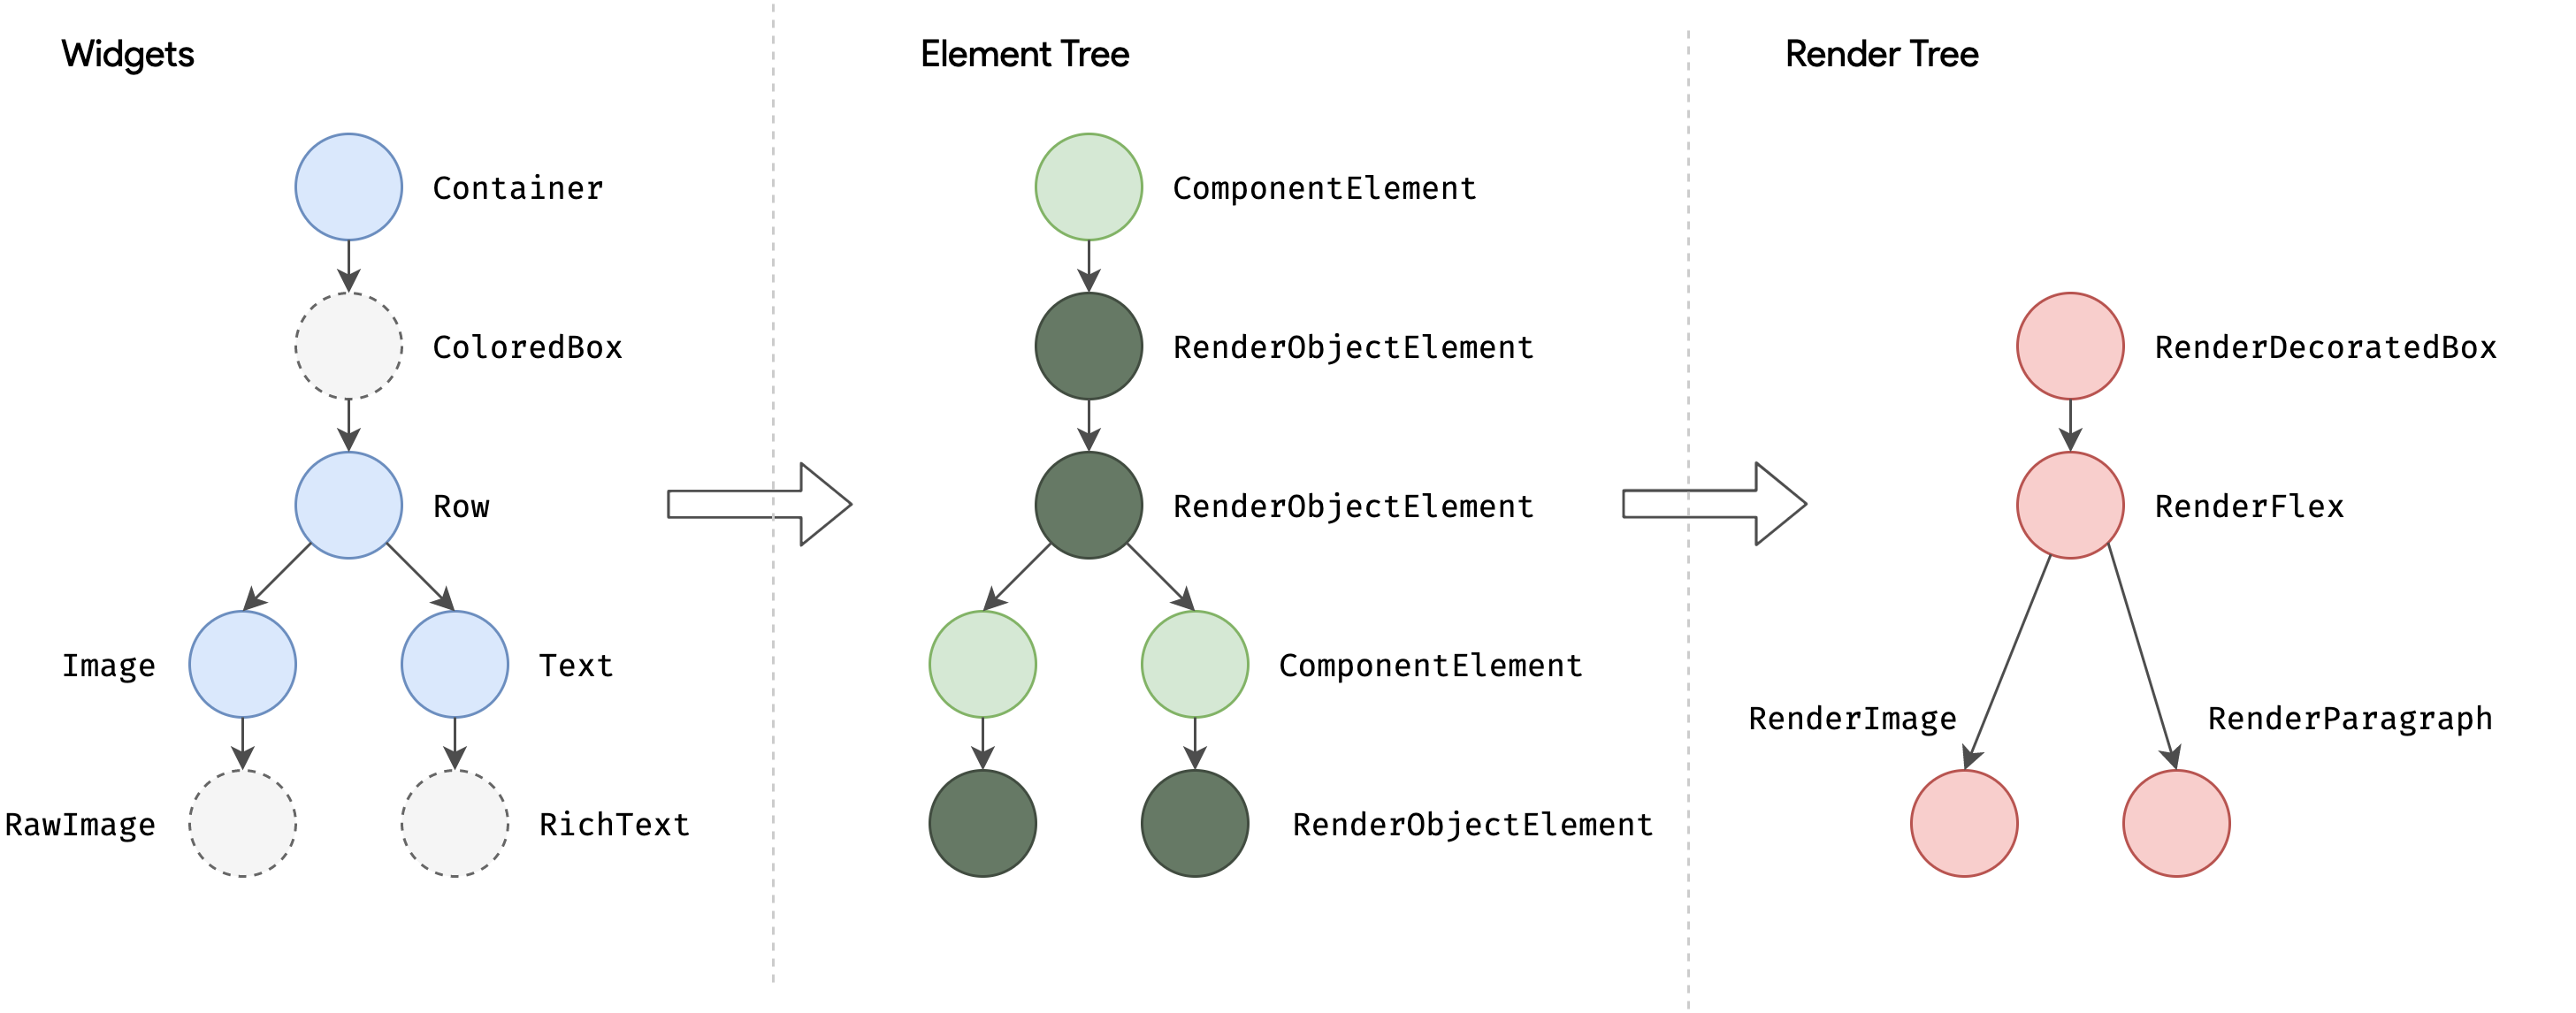 Widgets
Container
ColoredBox
Row
Image
Text
RawImage
RichText
Element Tree
ComponentElement
RenderObjectElement
RenderObjectElement
ComponentElement
RenderObjectElement
Render Tree
RenderDecoratedBox
RenderFlex
RenderImage
RenderParagraph